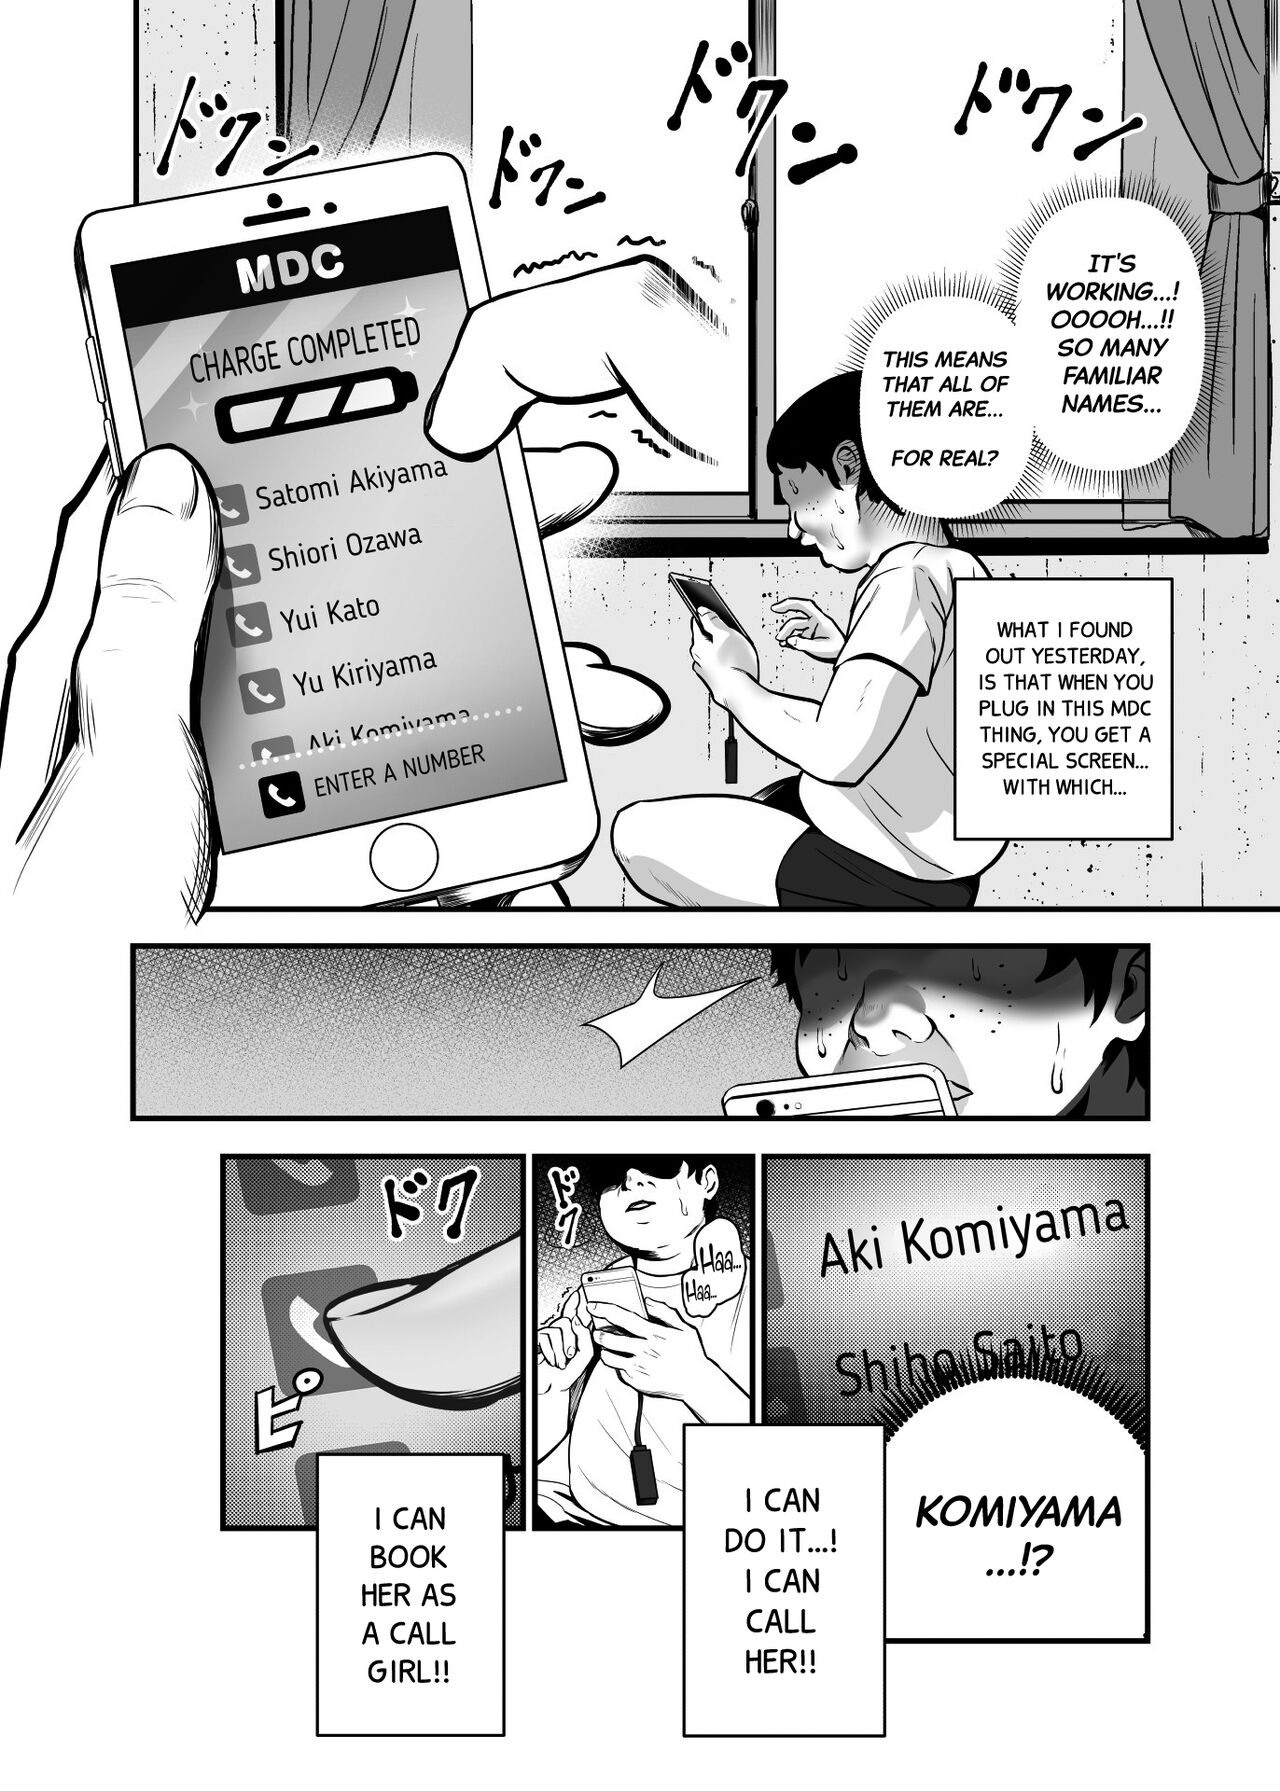 ドクン
ドクン
ドクン
ドクン
IT'S
WORKING...!
OOOOH...!!
SO MANY
FAMILIAR
NAMES...
THIS MEANS
THAT ALL OF
THEM ARE...
FOR REAL?
MDC
CHARGE COMPLETED
Satomi Akiyama
Shiori Ozawa
Yui Kato
Yu Kiriyama
Aki Komiyama
ENTER A NUMBER
WHAT I FOUND
OUT YESTERDAY,
IS THAT WHEN YOU
PLUG IN THIS MDC
THING, YOU GET A
SPECIAL SCREEN...
WITH WHICH...
Aki Komiyama
Shiho Saito
KOMIYAMA
...!?
ドク
Haa...
Haa...
I CAN
DO IT...!
I CAN
CALL
HER!!
ドク
ピ
I CAN
BOOK
HER AS
A CALL
GIRL!!